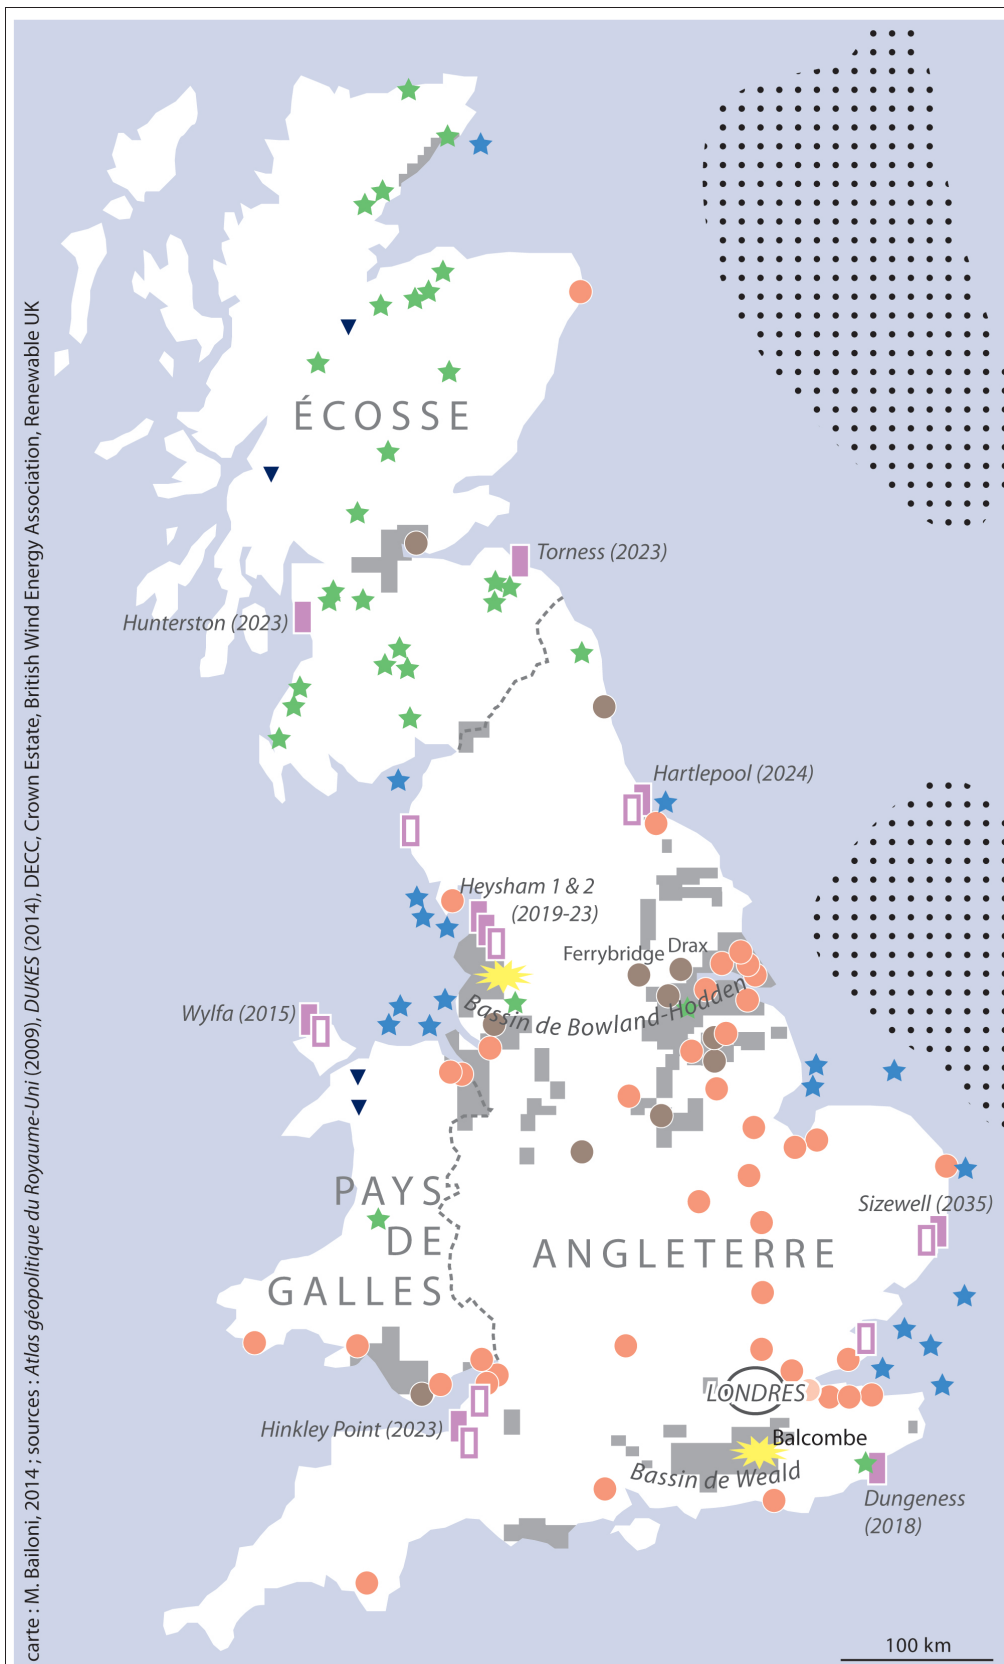 ÉCOSSE
Torness (2023)
Hunterston (2023)
Hartlepool (2024)
Heysham 1 & 2
(2019-23)
Ferrybridge
Drax
Bassin de Bowland-Hodden
Wylfa (2015)
PAYS
DE
GALLES
Sizewell (2035)
ANGLETERRE
LONDRES
Hinkley Point (2023)
Balcombe
Bassin de Weald
Dungeness
(2018)
100 km
carte : M. Bailoni, 2014 ; sources : Atlas géopolitique du Royaume-Uni (2009), DUKES (2014), DECC, Crown Estate, British Wind Energy Association, Renewable UK